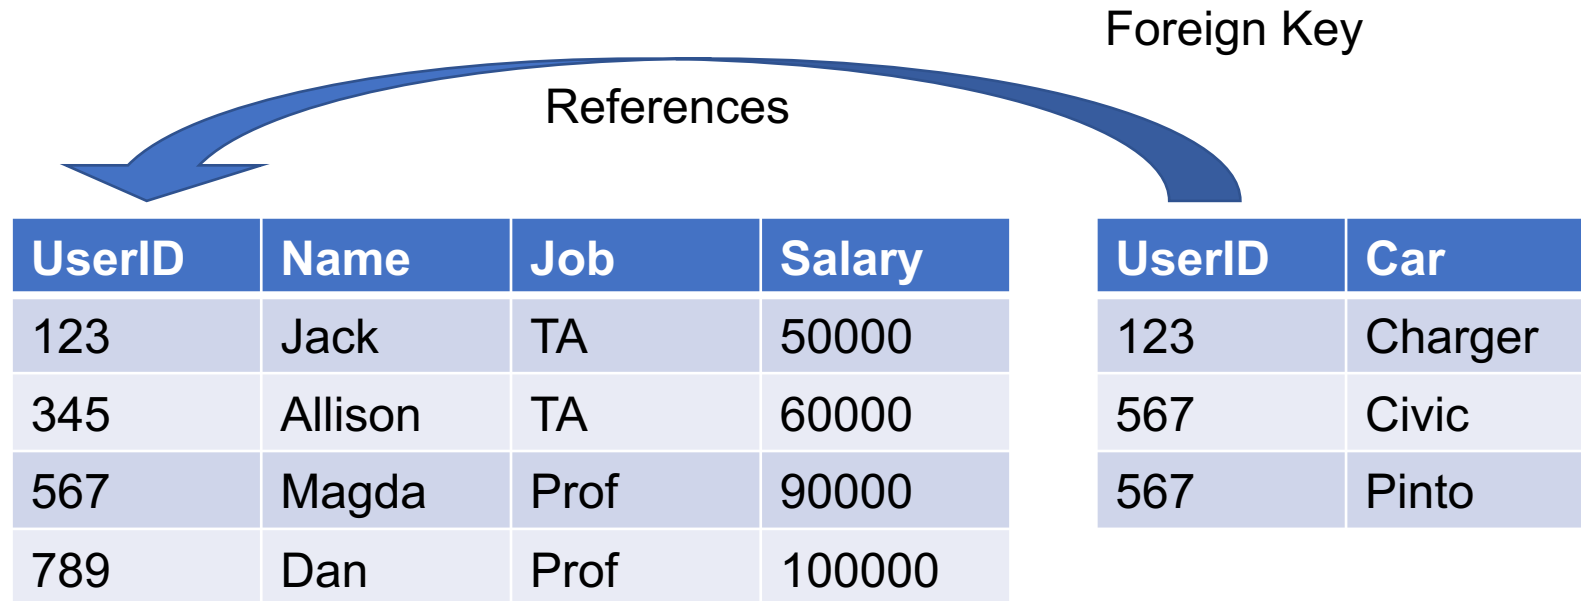 Foreign Key
References
UserID Name Job Salary
123 Jack TA 50000
345 Allison TA 60000
567 Magda Prof 90000
789 Dan Prof 100000
UserID Car
123 Charger
567 Civic
567 Pinto